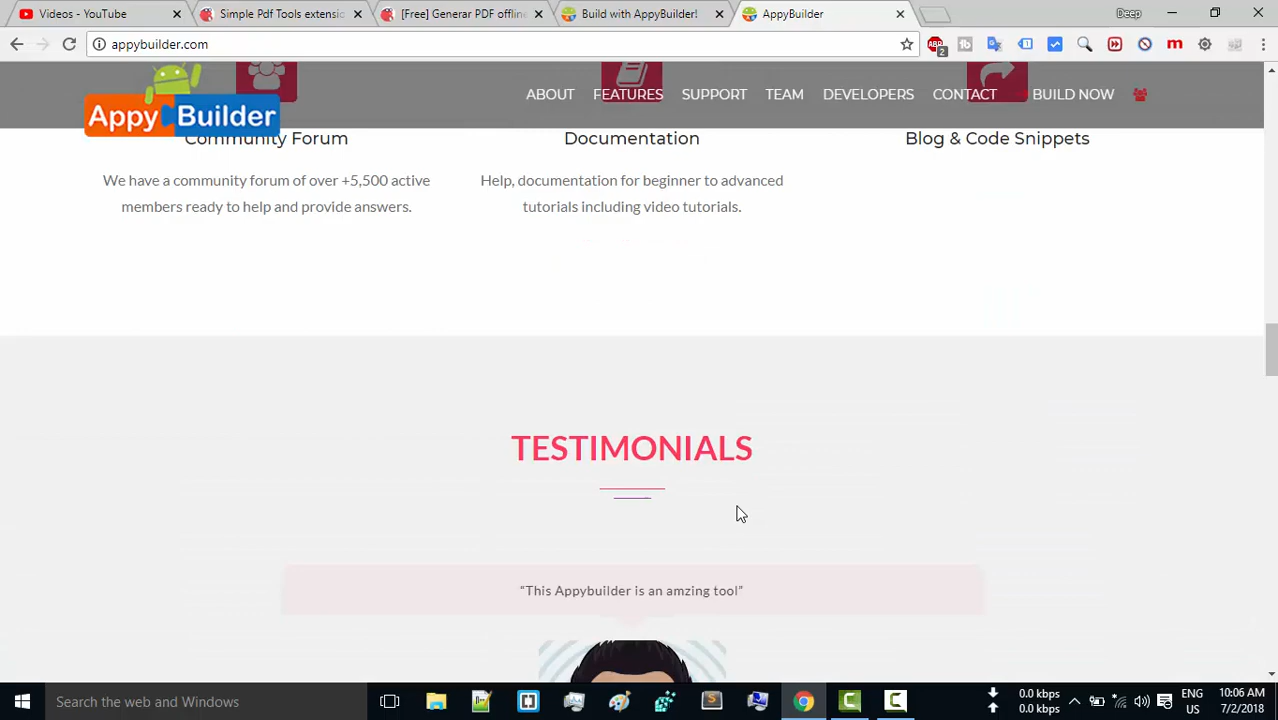 Videos - YouTube
Simple Pdf Tools extensio
[Free] Generar PDF offline
Build with AppyBuilder!
AppyBuilder
Deep
appybuilder.com
2
Appy Builder
ABOUT
FEATURES
SUPPORT
TEAM
DEVELOPERS
CONTACT
BUILD NOW
Community Forum
Documentation
Blog & Code Snippets
We have a community forum of over +5,500 active
members ready to help and provide answers.
Help, documentation for beginner to advanced
tutorials including video tutorials.
TESTIMONIALS
“This Appybuilder is an amzing tool”
Search the web and Windows
0.0 kbps
0.0 kbps
ENG
US
10:06 AM
7/2/2018